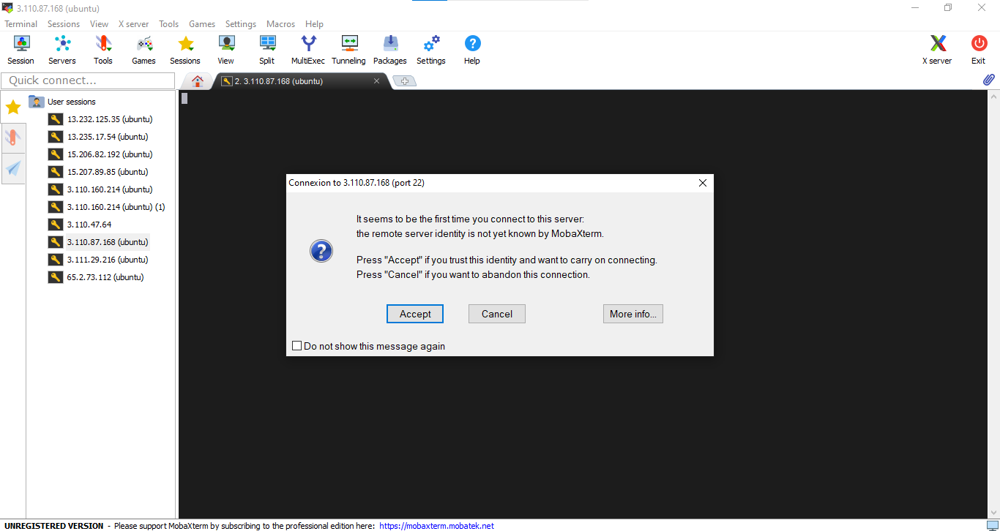 3.110.87.168 (ubuntu)
Terminal Sessions View X server Tools Games Settings Macros Help
Session Servers Tools Games Sessions View Split MultiExec Tunneling Packages Settings Help X server Exit
Quick connect...
2. 3.110.87.168 (ubuntu)
User sessions
13.232.125.35 (ubuntu)
13.235.17.54 (ubuntu)
15.206.82.192 (ubuntu)
15.207.89.85 (ubuntu)
3.110.160.214 (ubuntu)
3.110.160.214 (ubuntu) (1)
3.110.47.64
3.110.87.168 (ubuntu)
3.111.29.216 (ubuntu)
65.2.73.112 (ubuntu)
Connexion to 3.110.87.168 (port 22)
It seems to be the first time you connect to this server:
the remote server identity is not yet known by MobaXterm.
Press "Accept" if you trust this identity and want to carry on connecting.
Press "Cancel" if you want to abandon this connection.
Accept Cancel More info...
Do not show this message again
UNREGISTERED VERSION - Please support MobaXterm by subscribing to the professional edition here: https://mobaxterm.mobatek.net